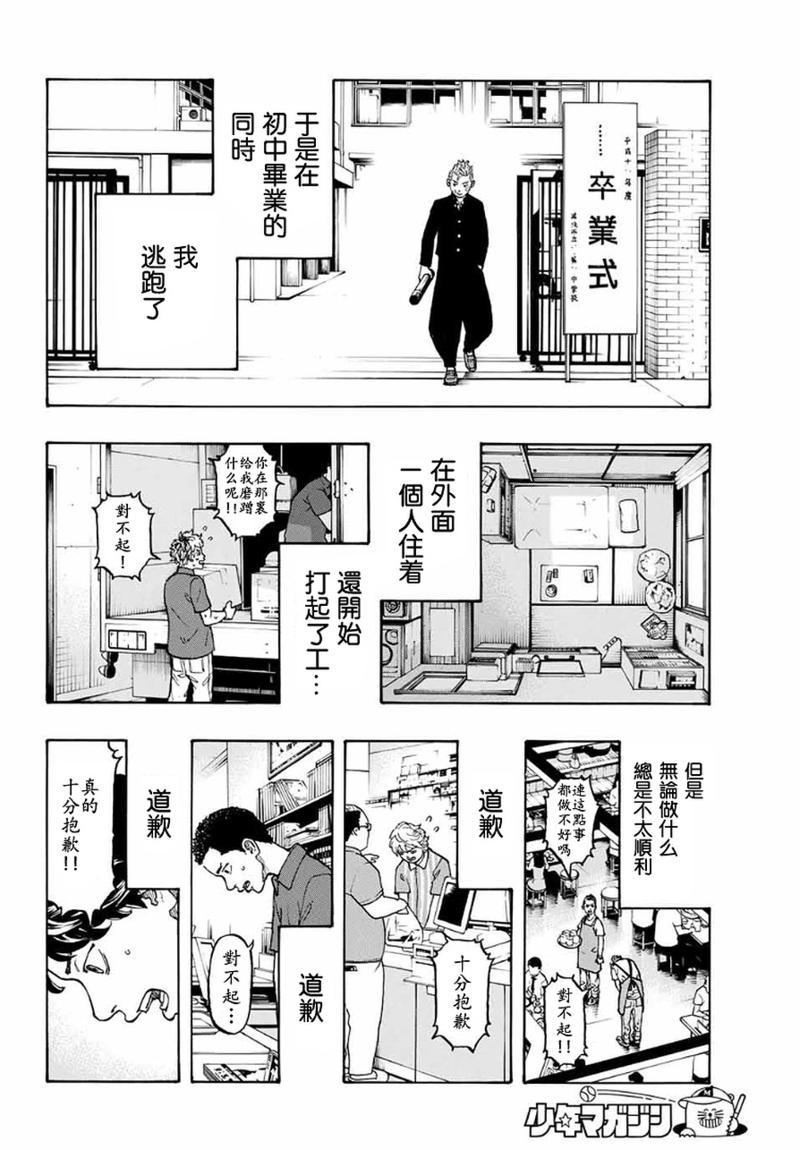 卒業式
于是在
初中畢業的
同時
我
逃跑了
在外面
一個人住着
還開始
打起了工…
你在那裏
給我磨蹭
什么呢!!
對不起！
但是
無論做什么
總是不太順利
連這點事
都做不好嗎
對不起!!
道歉
十分抱歉
道歉
對不起…
道歉
真的
十分抱歉!!
少年マガジン